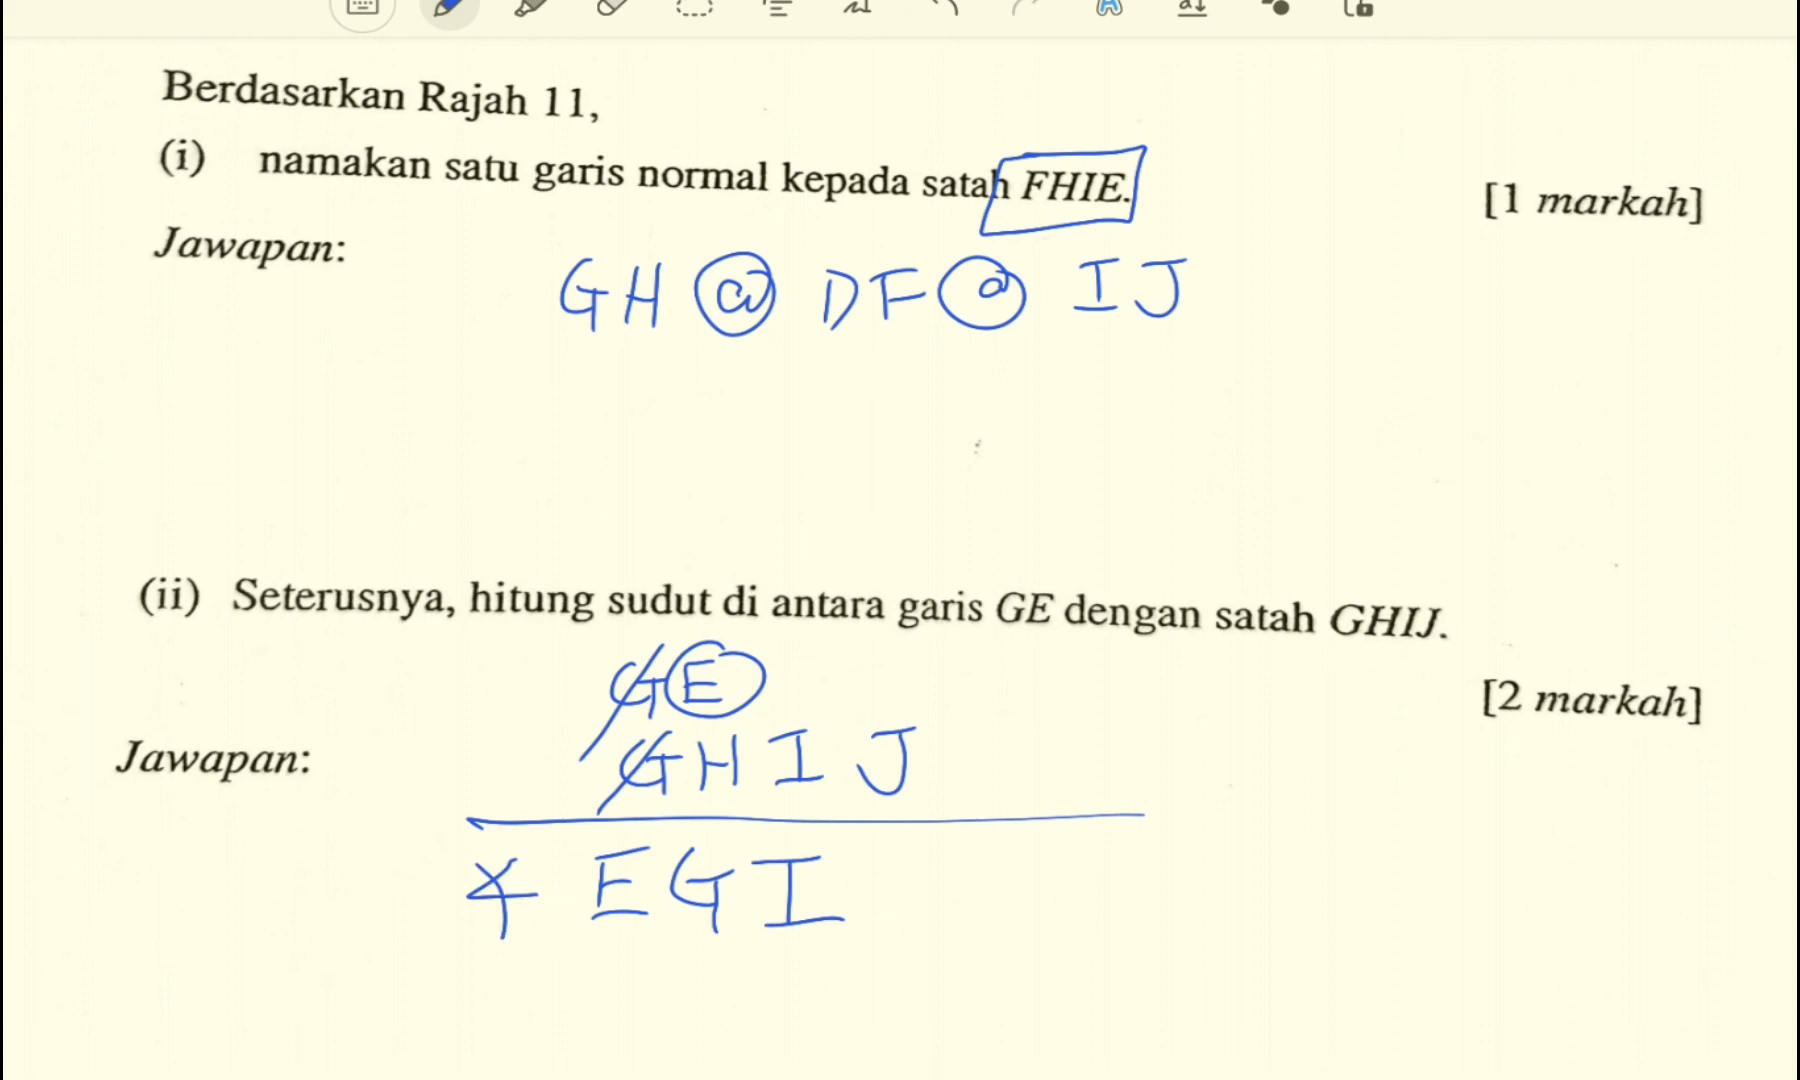 Berdasarkan Rajah 11,
(i) namakan satu garis normal kepada satah FHIE.
[1 markah]
Jawapan:
GH @ DF @ IJ
(ii) Seterusnya, hitung sudut di antara garis GE dengan satah GHIJ.
GE
[2 markah]
GHIJ
Jawapan:
∡ EGI